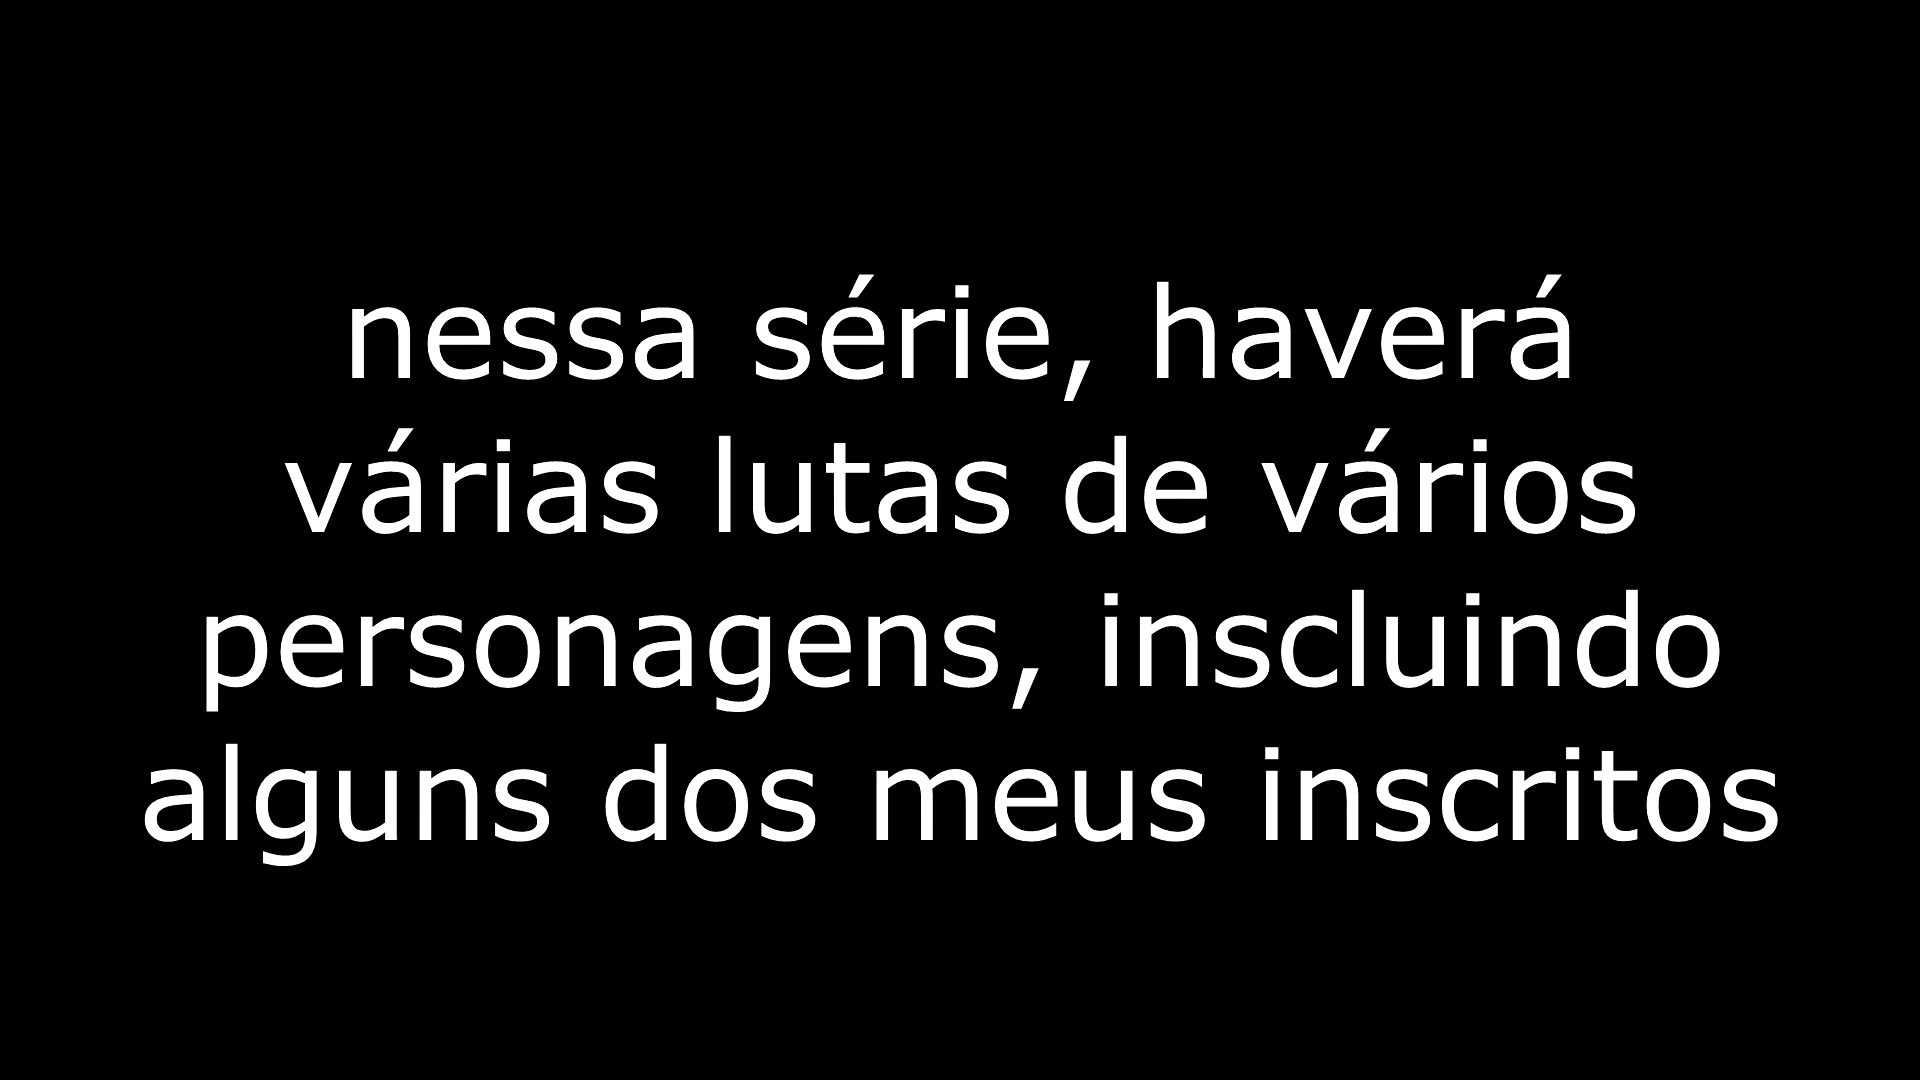 nessa série, haverá
várias lutas de vários
personagens, inscluindo
alguns dos meus inscritos